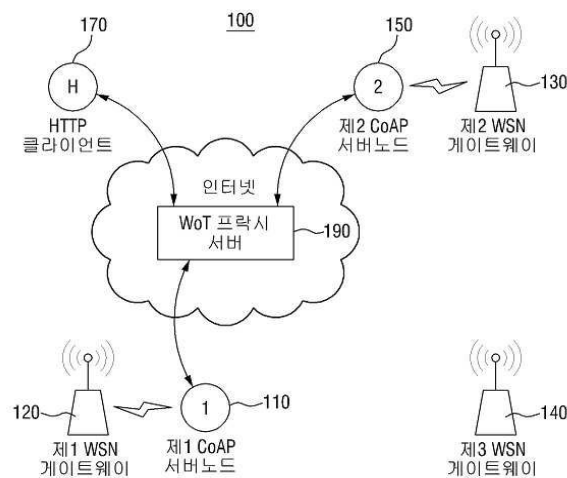 170
100
150
H
2
130
HTTP
클라이언트
제2 CoAP
서버노드
제2 WSN
게이트웨이
인터넷
WoT 프락시
서버
190
120
1
110
140
제1 WSN
게이트웨이
제1 CoAP
서버노드
제3 WSN
게이트웨이